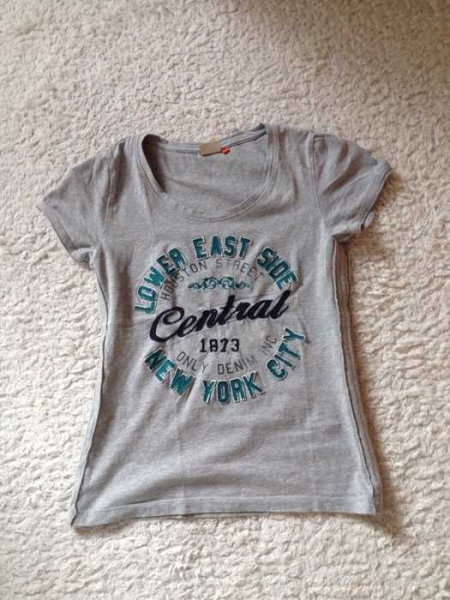 LOWER EAST SIDE
HOUSTON STREET
Central
1873
ONLY DENIM INC
NEW YORK CITY